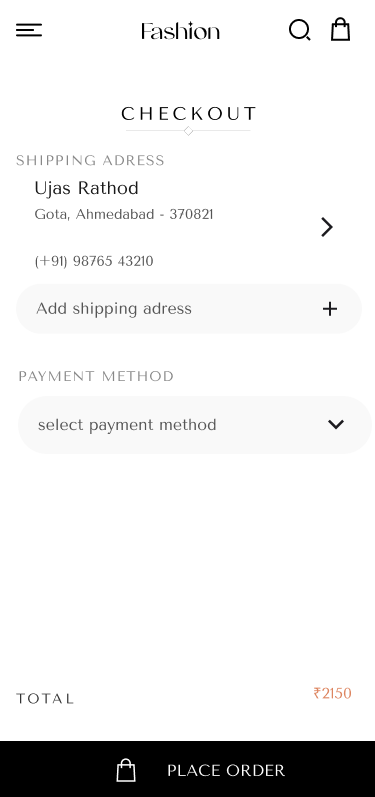 Fashion
CHECKOUT
SHIPPING ADRESS
Ujas Rathod
Gota, Ahmedabad - 370821
(+91) 98765 43210
Add shipping adress
PAYMENT METHOD
select payment method
TOTAL
₹2150
PLACE ORDER